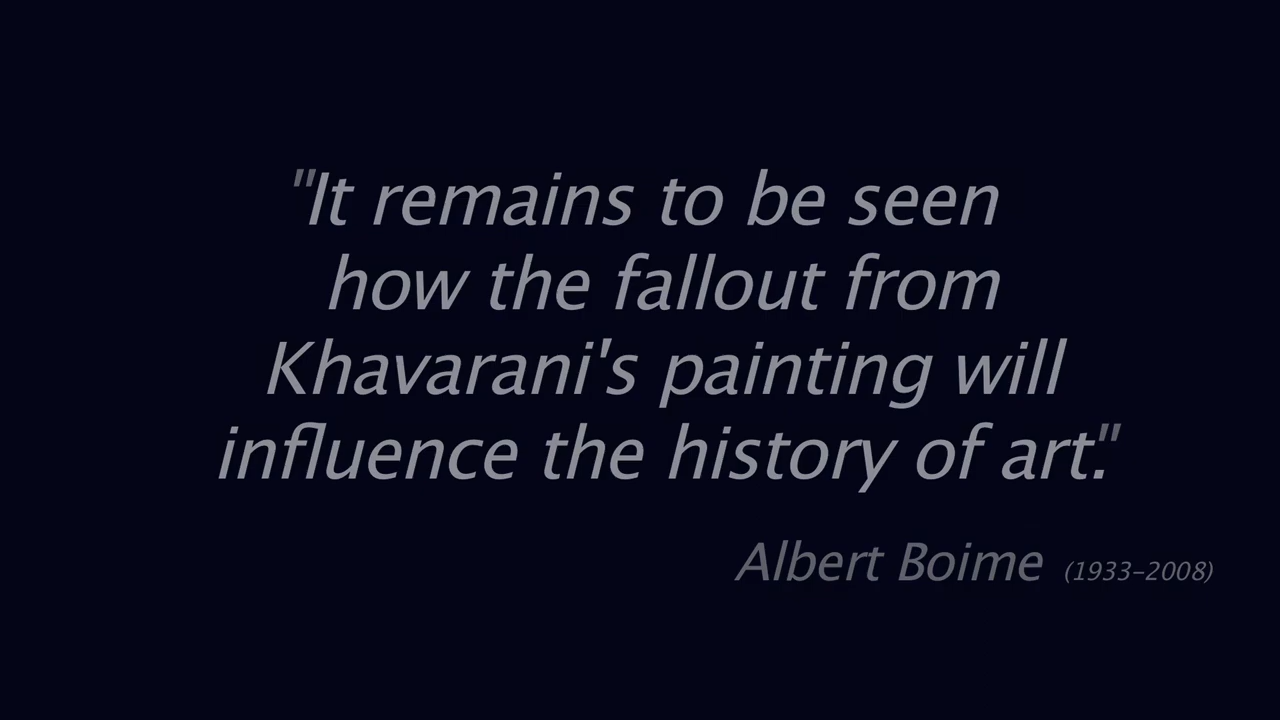 "It remains to be seen
how the fallout from
Khavarani's painting will
influence the history of art."
Albert Boime (1933–2008)